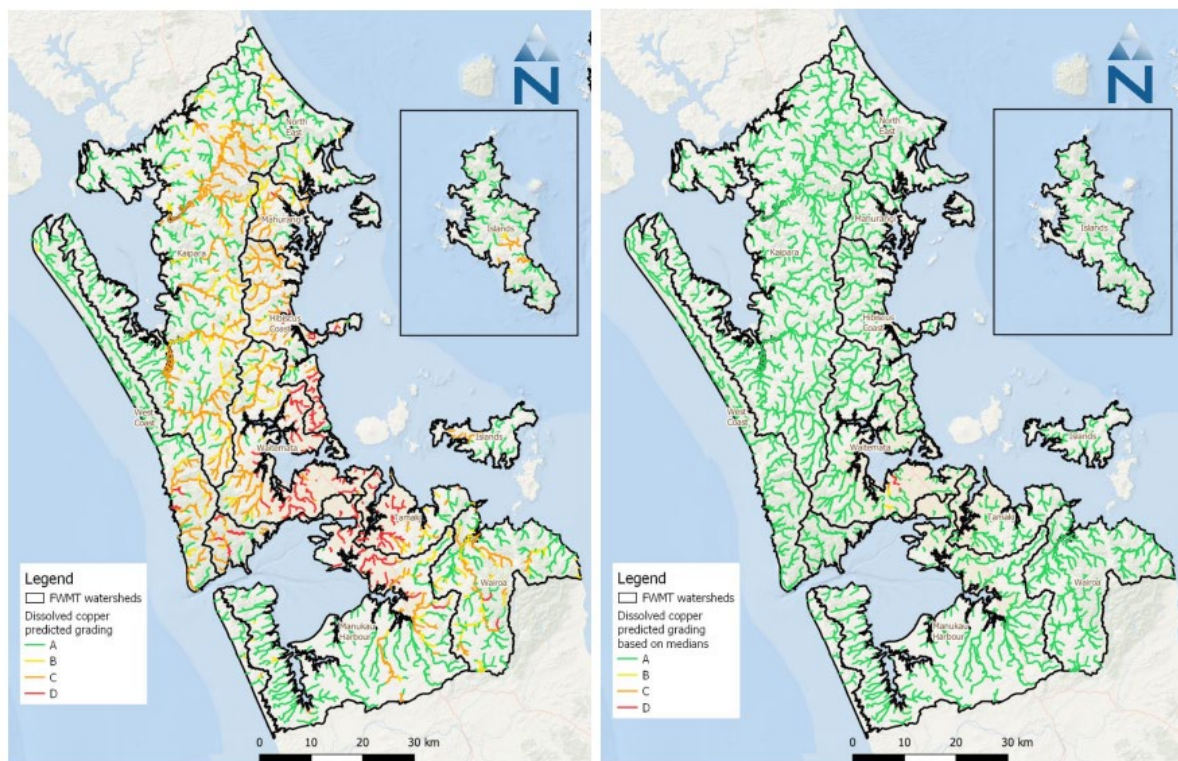 N
North
East
Mahurangi
Islands
Kaipara
Hibiscus
Coast
West
Coast
Waitemata
Islands
Tamaki
Wairoa
Manukau
Harbour
Legend
FWMT watersheds
Dissolved copper
predicted grading
A
B
C
D
0 10 20 30 km
N
North
East
Mahurangi
Islands
Kaipara
Hibiscus
Coast
West
Coast
Waitemata
Islands
Tamaki
Wairoa
Manukau
Harbour
Legend
FWMT watersheds
Dissolved copper
predicted grading
based on medians
A
B
C
D
0 10 20 30 km